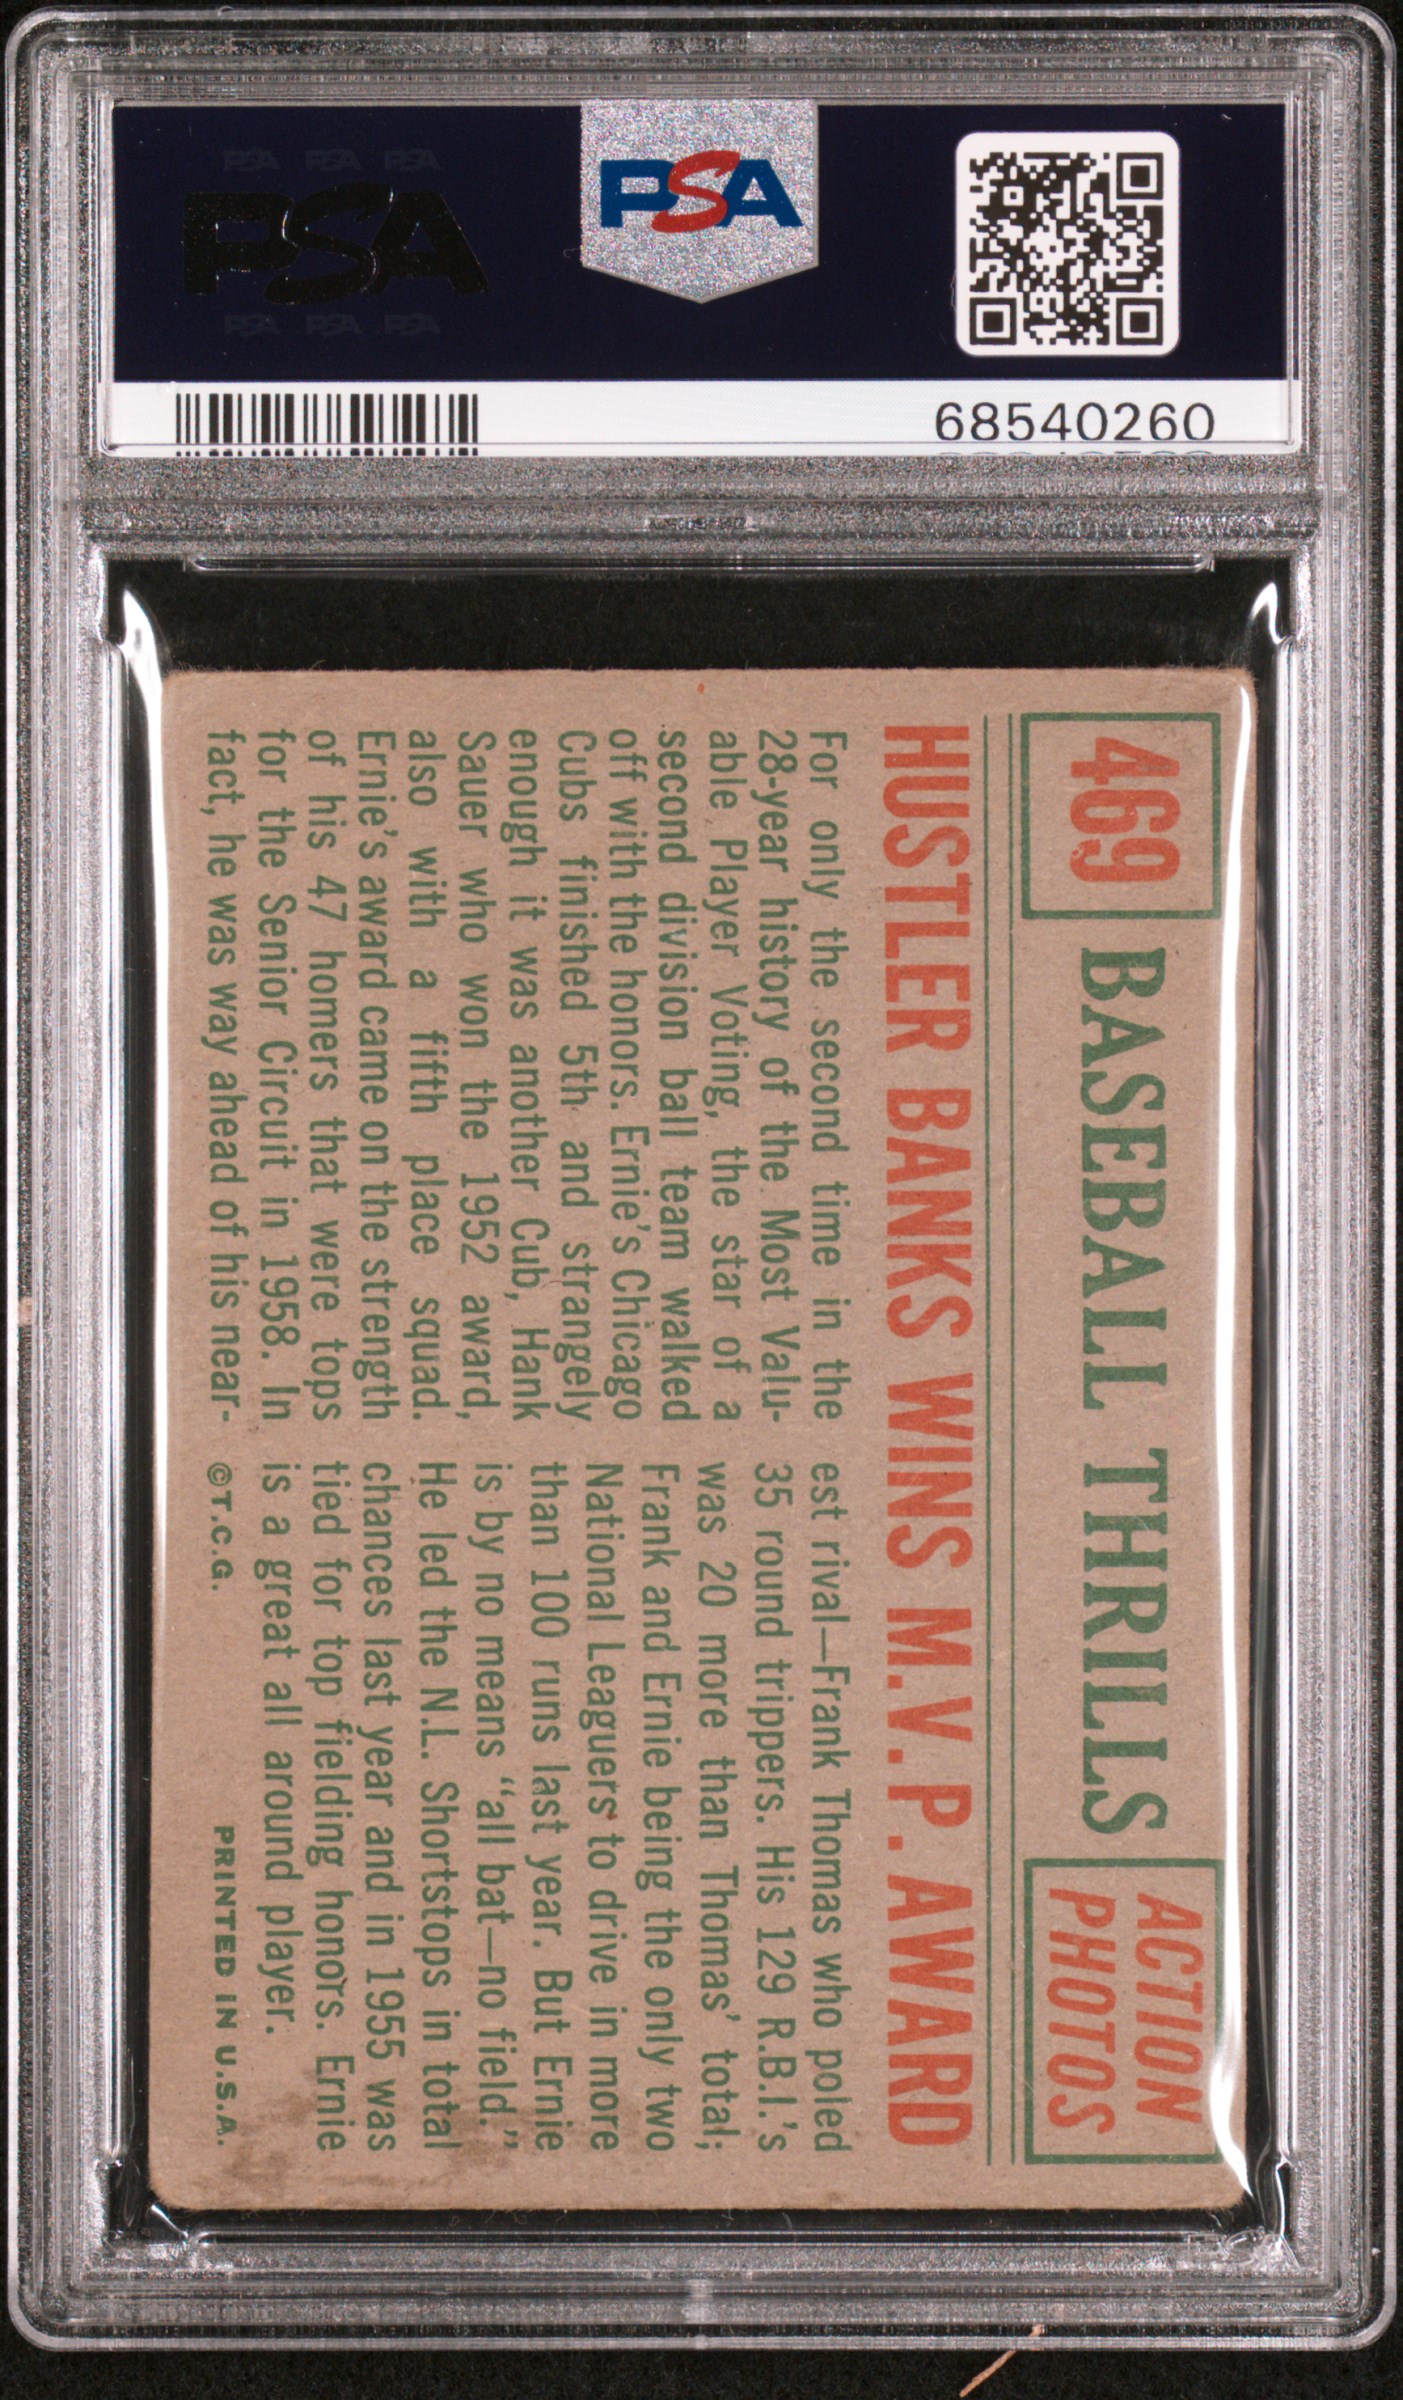 PSA PSA PSA
PSA
PSA PSA PSA
PSA
68540260
469
BASEBALL THRILLS
ACTION
PHOTOS
HUSTLER BANKS WINS M.V.P. AWARD
For only the second time in the
28-year history of the Most Valu-
able Player Voting, the star of a
second division ball team walked
off with the honors. Ernie's Chicago
Cubs finished 5th and strangely
enough it was another Cub, Hank
Sauer who won the 1952 award,
also with a fifth place squad.
Ernie's award came on the strength
of his 47 homers that were tops
for the Senior Circuit in 1958. In
fact, he was way ahead of his near-
est rival—Frank Thomas who poled
35 round trippers. His 129 R.B.I.'s
was 20 more than Thomas' total;
Frank and Ernie being the only two
National Leaguers to drive in more
than 100 runs last year. But Ernie
is by no means "all bat—no field."
He led the N.L. Shortstops in total
chances last year and in 1955 was
tied for top fielding honors. Ernie
is a great all around player.
©T.C.G.
PRINTED IN U.S.A.